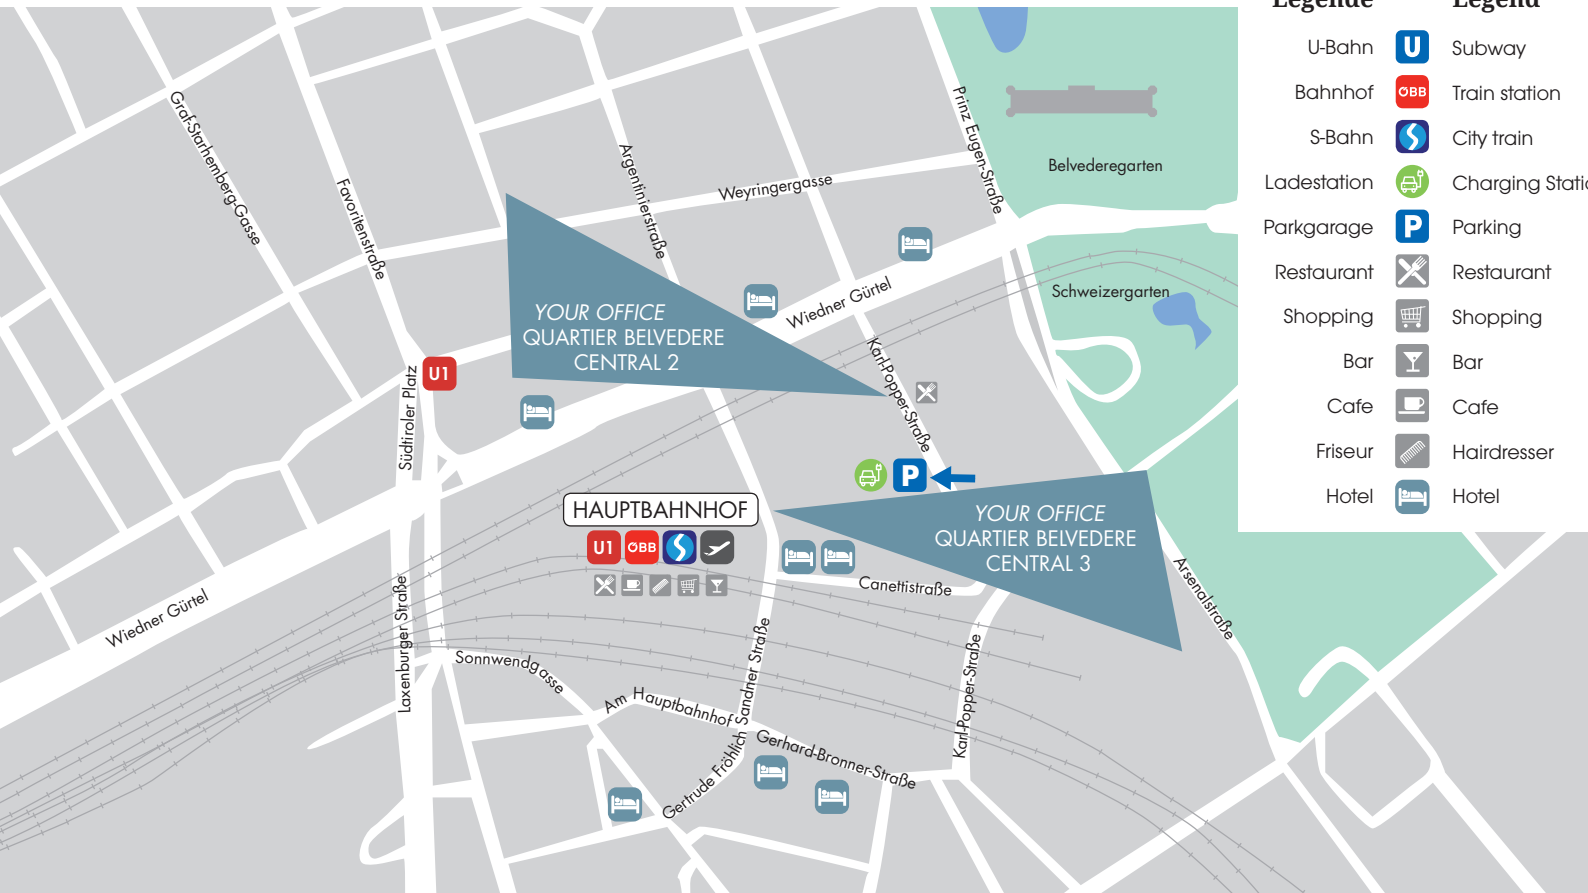 Legende Legend
U-Bahn U Subway
Bahnhof ÖBB Train station
S-Bahn City train
Ladestation Charging
Parkgarage P Parking
Restaurant Restaurant
Shopping Shopping
Bar Bar
Cafe Cafe
Friseur Hairdresser
Hotel Hotel
Graf-Starhemberg-Gasse
Favoritenstraße
Argentinierstraße
Weyringergasse
Prinz Eugen-Straße
Belvederegarten
Schweizergarten
Wiedner Gürtel
YOUR OFFICE
QUARTIER BELVEDERE
CENTRAL 2
Karl-Popper-Straße
U1
Südtiroler Platz
P
HAUPTBAHNHOF
U1 ÖBB
YOUR OFFICE
QUARTIER BELVEDERE
CENTRAL 3
Canettistraße
Arsenalstraße
Wiedner Gürtel
Laxenburger Straße
Sonnwendgasse
Am Hauptbahnhof
Gertrude Fröhlich Sandner Straße
Karl-Popper-Straße
Gerhard-Bronner-Straße